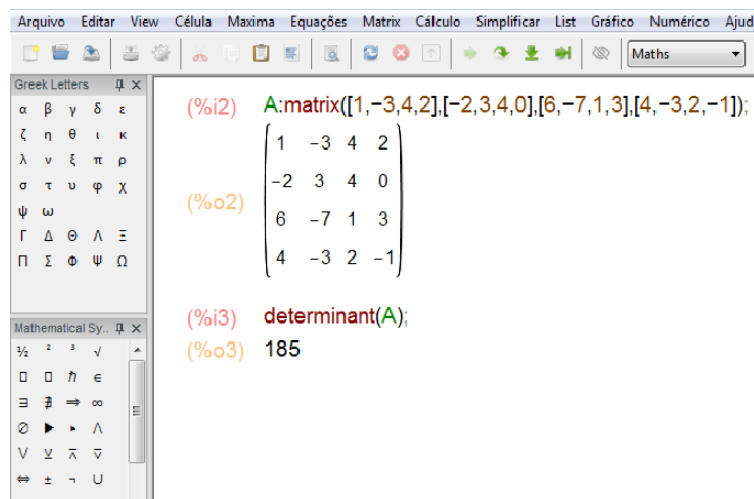 Arquivo Editar View Célula Maxima Equações Matrix Cálculo Simplificar List Gráfico Numérico Ajud
Maths
Greek Letters
α β γ δ ε
ζ η θ ι κ
λ ν ξ π ρ
σ τ υ φ χ
ψ ω
Γ Δ Θ Λ Ξ
Π Σ Φ Ψ Ω
Mathematical Sy..
½ ² ³ √
ℏ ∈
∃ ∄ ⇒ ∞
∅ ▶ ▸ ⋀
⋁ ⊻ ⊼ ⊽
⇔ ± ¬ ⋃
(%i2) A:matrix([1,−3,4,2],[−2,3,4,0],[6,−7,1,3],[4,−3,2,−1]);
(%o2)
1 −3 4 2
−2 3 4 0
6 −7 1 3
4 −3 2 −1
(%i3) determinant(A);
(%o3) 185